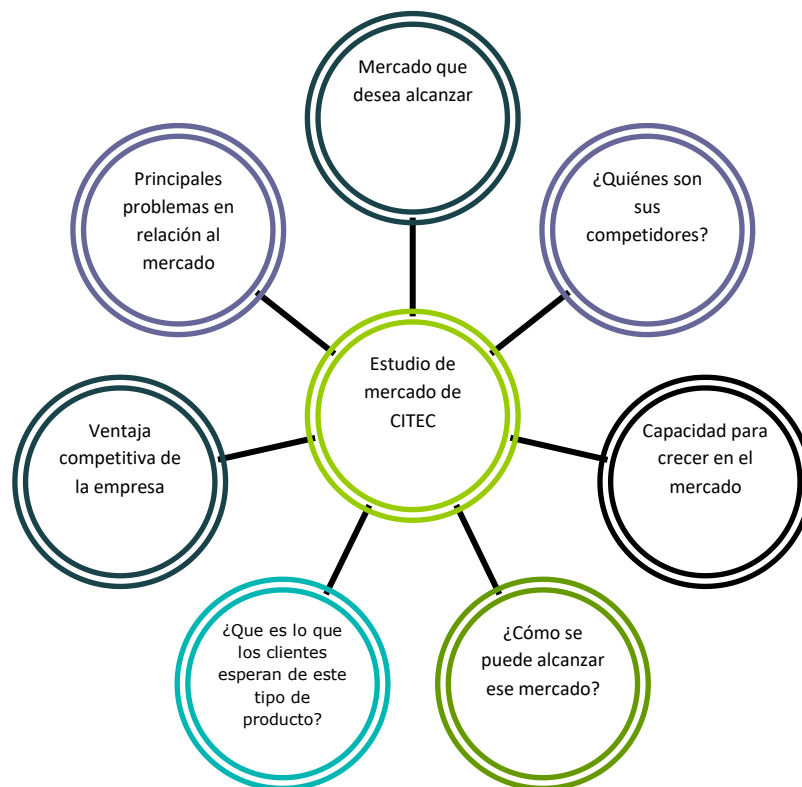 Mercado que
desea alcanzar
Principales
problemas en
relación al
mercado
¿Quiénes son
sus
competidores?
Estudio de
mercado de
CITEC
Ventaja
competitiva de
la empresa
Capacidad para
crecer en el
mercado
¿Que es lo que
los clientes
esperan de este
tipo de
producto?
¿Cómo se
puede alcanzar
ese mercado?